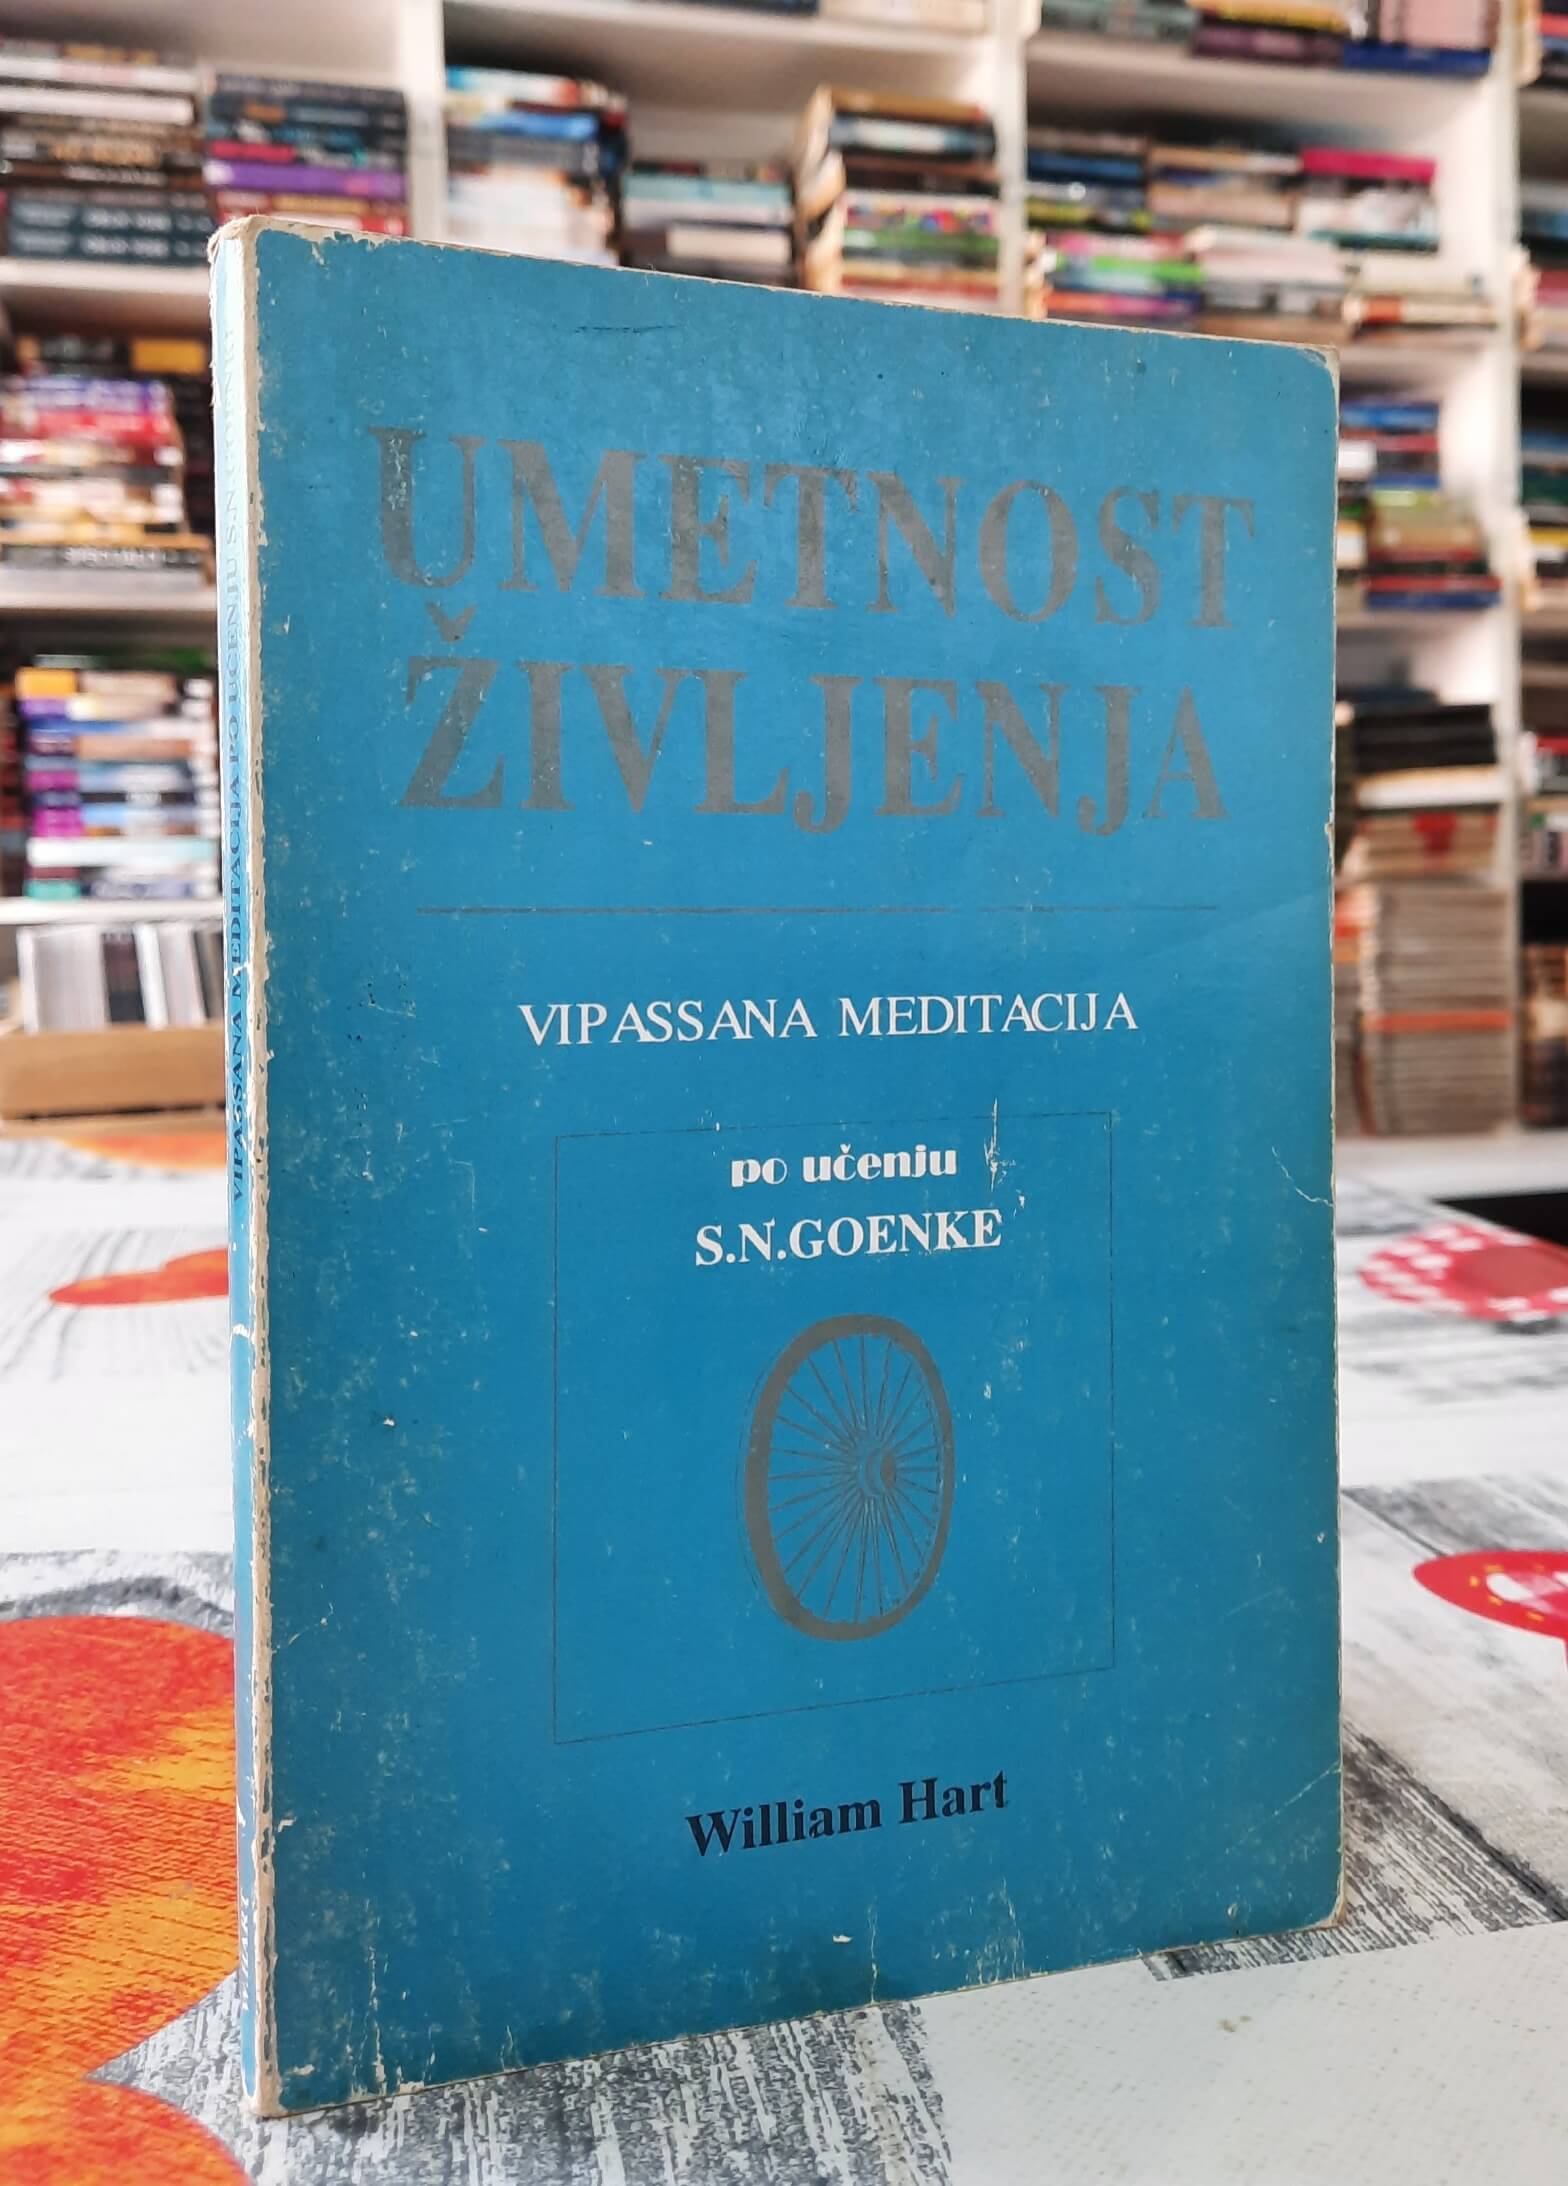 UMETNOST
ŽIVLJENJA
VIPASSANA MEDITACIJA
po učenju
S.N.GOENKE
William Hart
VIPASSANA MEDITACIJA PO UČENJU S.N.GOENKE